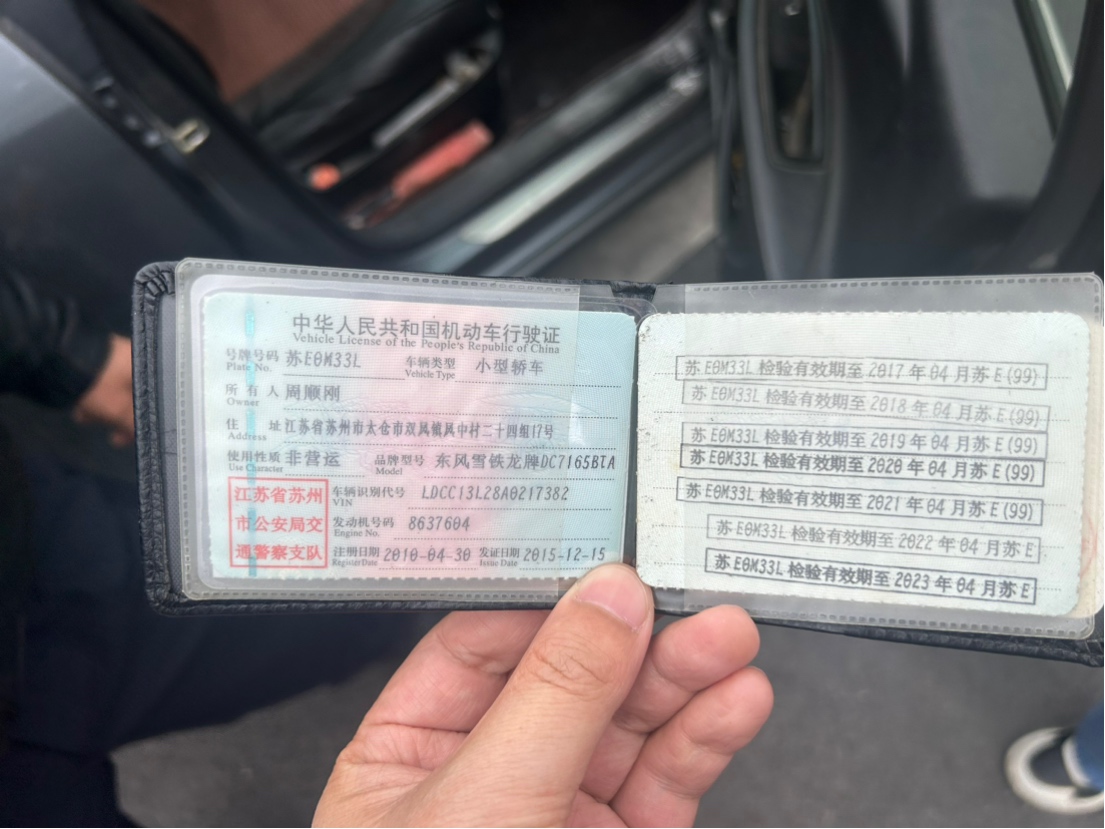 中华人民共和国机动车行驶证
Vehicle License of the People's Republic of China
号牌号码 苏E0M33L 车辆类型 小型轿车
Plate No. Vehicle Type
所有人 周顺刚
Owner
住址 江苏省苏州市太仓市双凤镇凤中村二十四组17号
Address
使用性质 非营运 品牌型号 东风雪铁龙牌DC7165BTA
Use Character Model
江苏省苏州
市公安局交
通警察支队
车辆识别代号 LDCC13L28A0217382
VIN
发动机号码 8637604
Engine No.
注册日期 2010-04-30 发证日期 2015-12-15
Register Date Issue Date
苏E0M33L 检验有效期至 2017 年 04 月苏E(99)
苏E0M33L 检验有效期至 2018 年 04 月苏E(99)
苏E0M33L 检验有效期至 2019 年 04 月苏E(99)
苏E0M33L 检验有效期至 2020 年 04 月苏E(99)
苏E0M33L 检验有效期至 2021 年 04 月苏E(99)
苏E0M33L 检验有效期至 2022 年 04 月苏E
苏E0M33L 检验有效期至 2023 年 04 月苏E